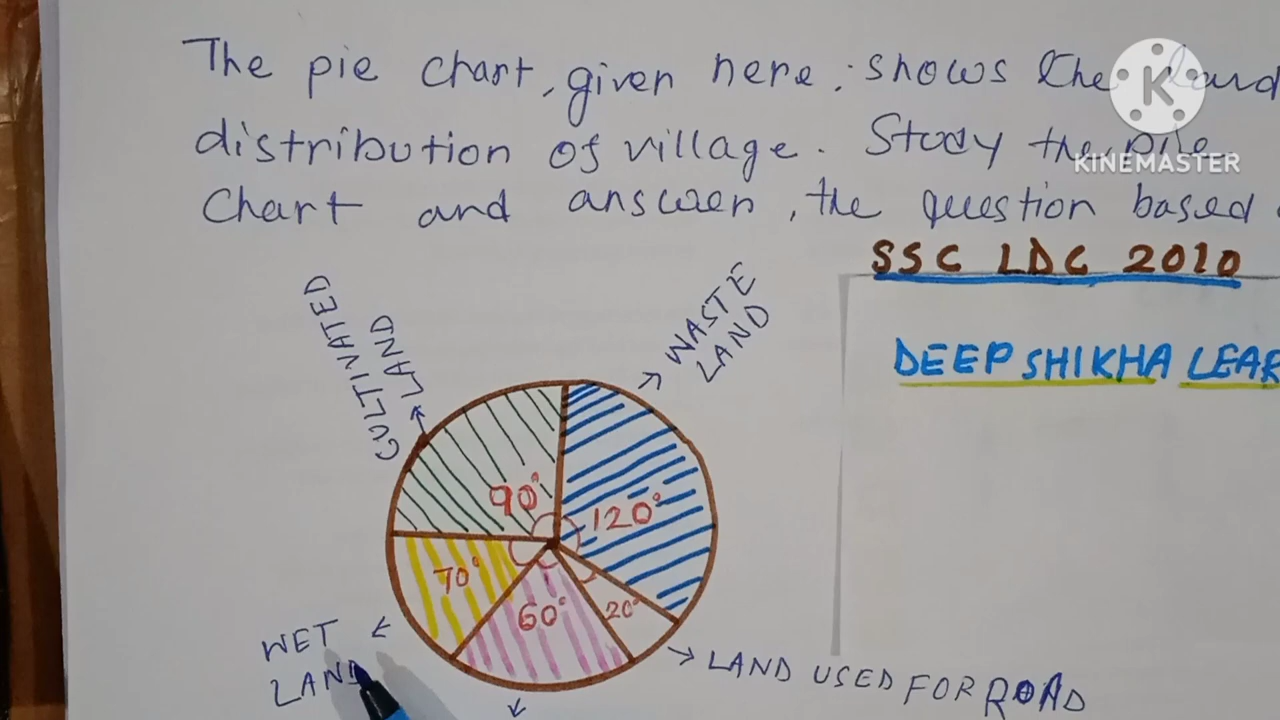 The pie chart, given here; shows the land
distribution of village. Study the pie
chart and answer, the question based
SSC LDC 2010
K
KINEMASTER
DEEPSHIKHA LEAR
CULTIVATED
LAND
WASTE
LAND
90°
120°
70°
60°
20°
WET
LAND
LAND USED FOR ROAD